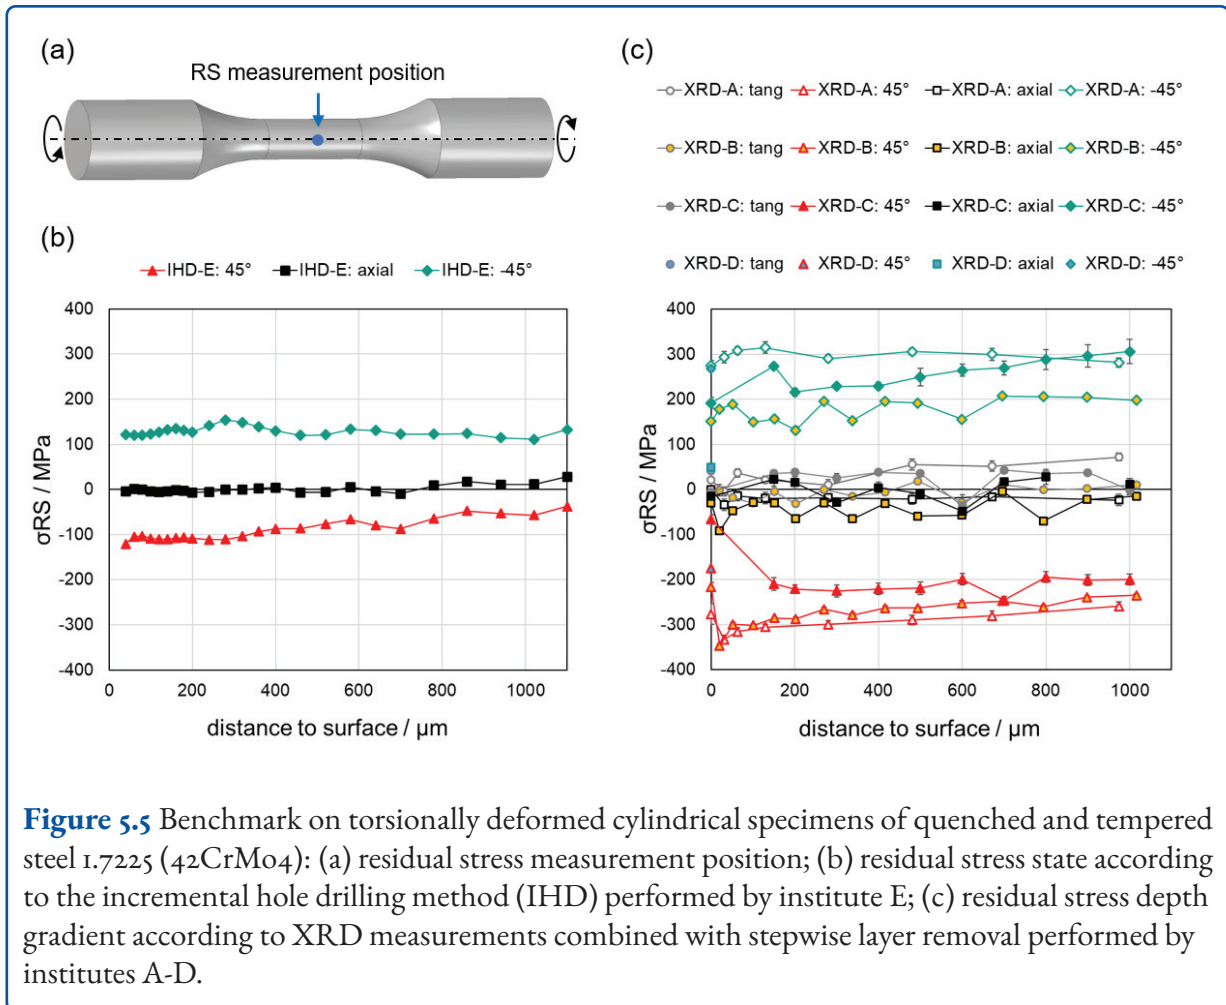 (a)
RS measurement position
(b)
IHD-E: 45° IHD-E: axial IHD-E: -45°
400
300
200
100
0
-100
-200
-300
-400
σRS / MPa
0 200 400 600 800 1000
distance to surface / µm
(c)
XRD-A: tang XRD-A: 45° XRD-A: axial XRD-A: -45°
XRD-B: tang XRD-B: 45° XRD-B: axial XRD-B: -45°
XRD-C: tang XRD-C: 45° XRD-C: axial XRD-C: -45°
XRD-D: tang XRD-D: 45° XRD-D: axial XRD-D: -45°
400
300
200
100
0
-100
-200
-300
-400
σRS / MPa
0 200 400 600 800 1000
distance to surface / µm
Figure 5.5 Benchmark on torsionally deformed cylindrical specimens of quenched and tempered
steel 1.7225 (42CrMo4): (a) residual stress measurement position; (b) residual stress state according
to the incremental hole drilling method (IHD) performed by institute E; (c) residual stress depth
gradient according to XRD measurements combined with stepwise layer removal performed by
institutes A-D.